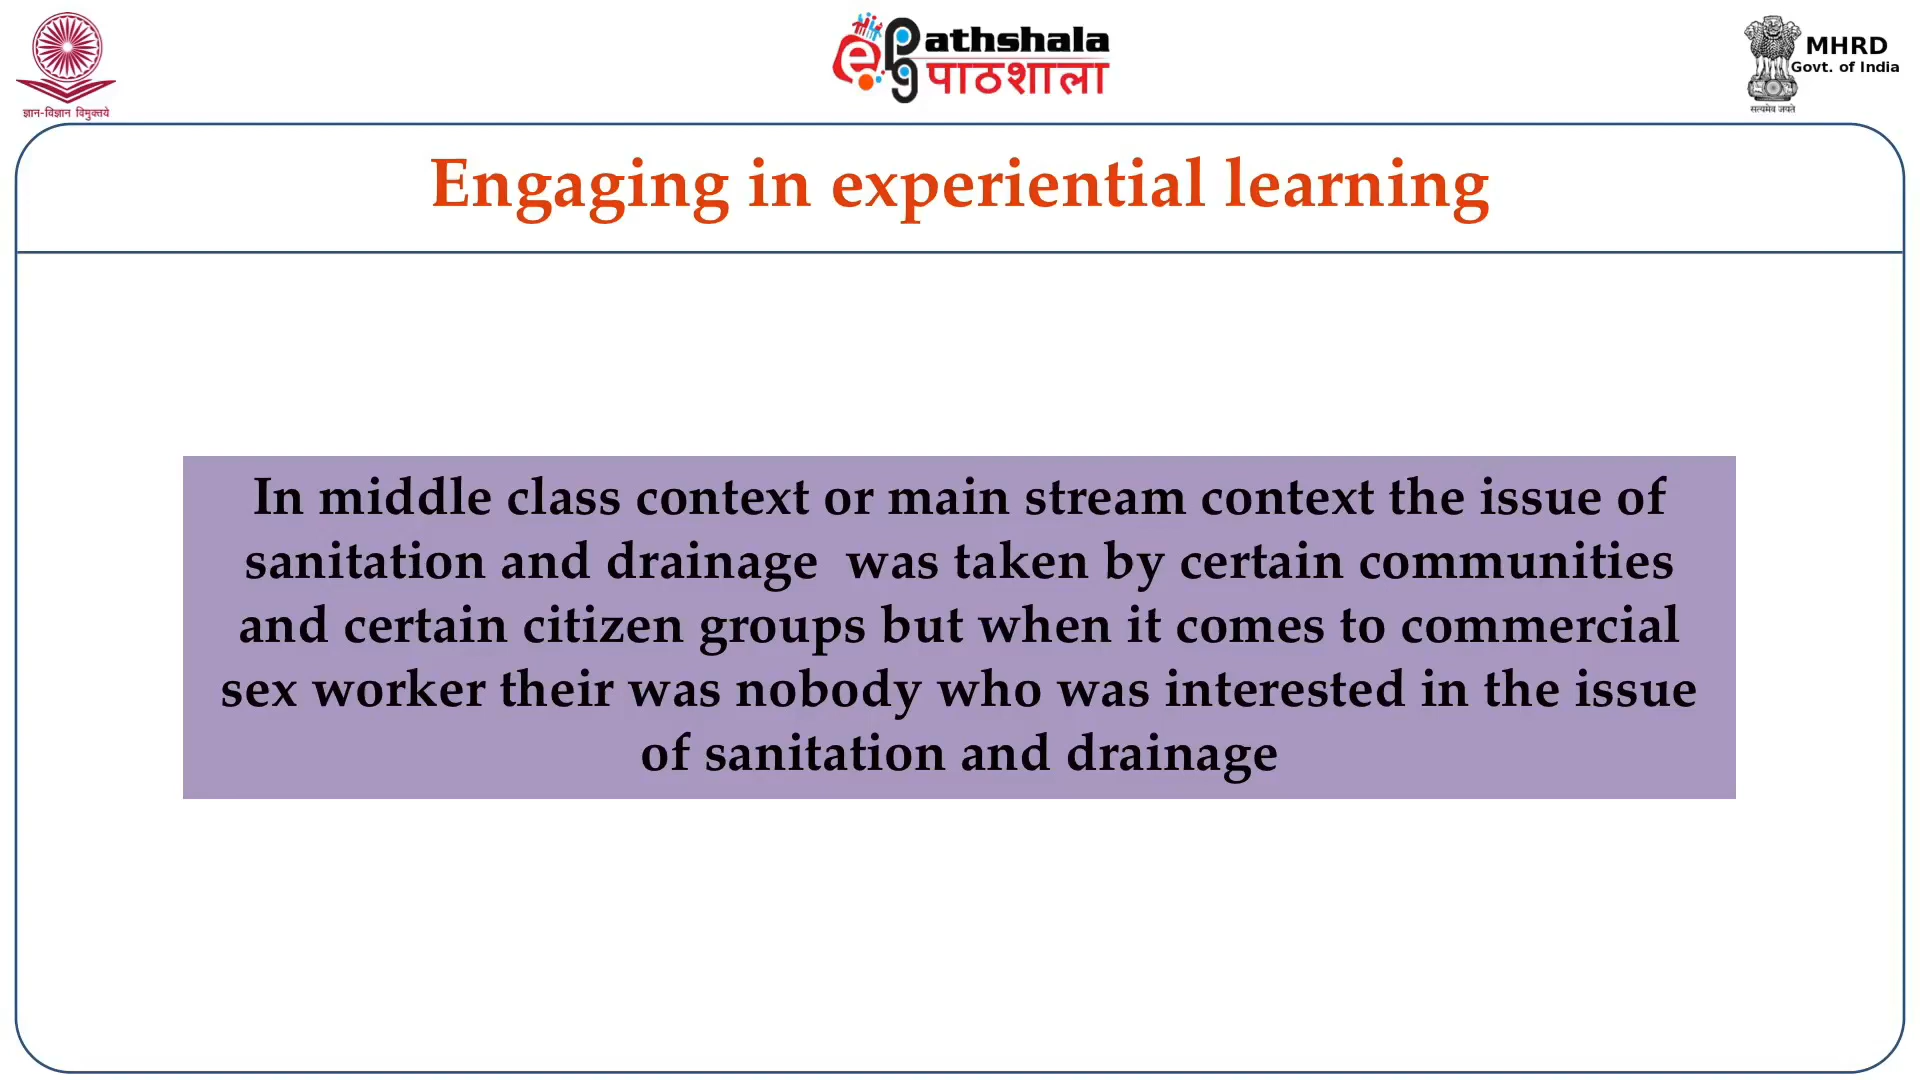 ज्ञान-विज्ञान विमुक्तये
ePathshala
पाठशाला
MHRD
Govt. of India
सत्यमेव जयते
Engaging in experiential learning
In middle class context or main stream context the issue of
sanitation and drainage was taken by certain communities
and certain citizen groups but when it comes to commercial
sex worker their was nobody who was interested in the issue
of sanitation and drainage